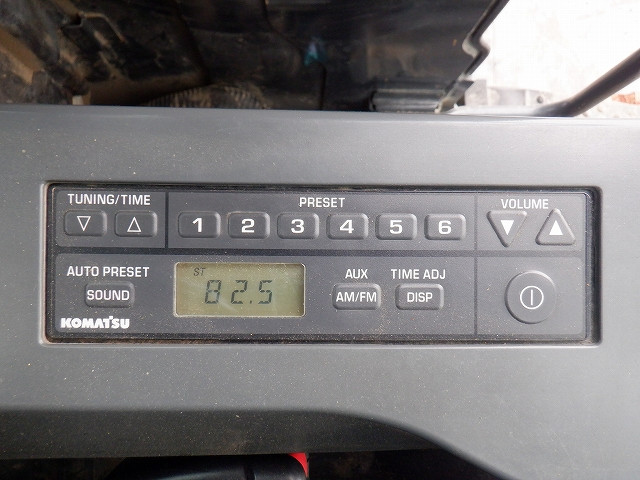 TUNING/TIME PRESET VOLUME
1 2 3 4 5 6
AUTO PRESET ST AUX TIME ADJ
SOUND 82.5 AM/FM DISP
KOMATSU